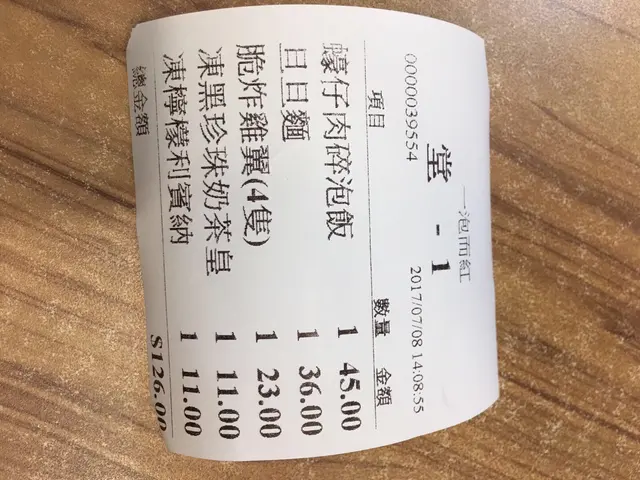 一泡而紅
堂 - 1
0000039554 2017/07/08 14:08:55
項目 數量 金額
蠔仔肉碎泡飯 1 45.00
日日麵 1 36.00
脆炸雞翼(4隻) 1 23.00
凍黑珍珠奶茶皇 1 11.00
凍檸檬利賓納 1 11.00
總金額 $126.00